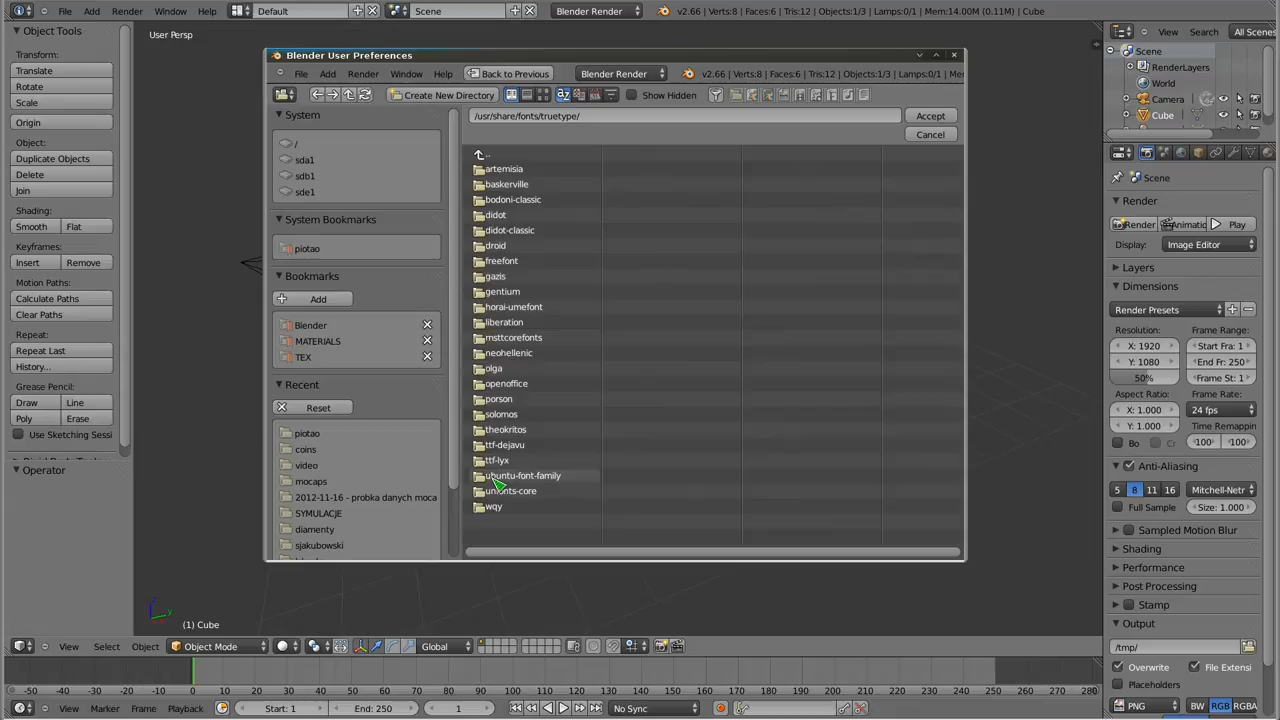 File Add Render Window Help Default Scene Blender Render v2.66 | Verts:8 | Faces:6 | Tris:12 | Objects:1/3 | Lamps:0/1 | Mem:14.00M (0.11M) | Cube
Object Tools
Transform:
Translate
Rotate
Scale
Origin
Object:
Duplicate Objects
Delete
Join
Shading:
Smooth Flat
Keyframes:
Insert Remove
Motion Paths:
Calculate Paths
Clear Paths
Repeat:
Repeat Last
History...
Grease Pencil:
Draw Line
Poly Erase
Use Sketching Sessi
Operator
User Persp
Blender User Preferences
File Add Render Window Help Back to Previous Blender Render v2.66 | Verts:8 | Faces:6 | Tris:12 | Objects:1/3 | Lamps:0/1 | Mem
Create New Directory Show Hidden
System
/
sda1
sdb1
sde1
System Bookmarks
piotao
Bookmarks
Add
Blender
MATERIALS
TEX
Recent
Reset
piotao
coins
video
mocaps
2012-11-16 - probka danych moca
SYMULACJE
diamenty
sjakubowski
/usr/share/fonts/truetype/ Accept
Cancel
..
artemisia
baskerville
bodoni-classic
didot
didot-classic
droid
freefont
gazis
gentium
horai-umefont
liberation
msttcorefonts
neohellenic
olga
openoffice
porson
solomos
theokritos
ttf-dejavu
ttf-lyx
ubuntu-font-family
unfonts-core
wqy
(1) Cube
View Select Object Object Mode Global
-50 -40 -30 -20 -10 0 10 20 30 40 50 60 70 80 90 100 110 120 130 140 150 160 170 180 190 200 210 220 230 240 250 260 270 280
View Marker Frame Playback Start: 1 End: 250 1 No Sync
View Search All Scenes
Scene
RenderLayers
World
Camera
Cube
Scene
Render
Render Animatic Play
Display: Image Editor
Layers
Dimensions
Render Presets
Resolution: Frame Range:
X: 1920 Start Fra: 1
Y: 1080 End Fr: 250
50% Frame St: 1
Aspect Ratio: Frame Rate:
X: 1.000 24 fps
Y: 1.000 Time Remapping
Bo Cr 100 100
Anti-Aliasing
5 8 11 16 Mitchell-Netr
Full Sample Size: 1.000
Sampled Motion Blur
Shading
Performance
Post Processing
Stamp
Output
/tmp/
Overwrite File Extensi
Placeholders
PNG BW RGB RGBA